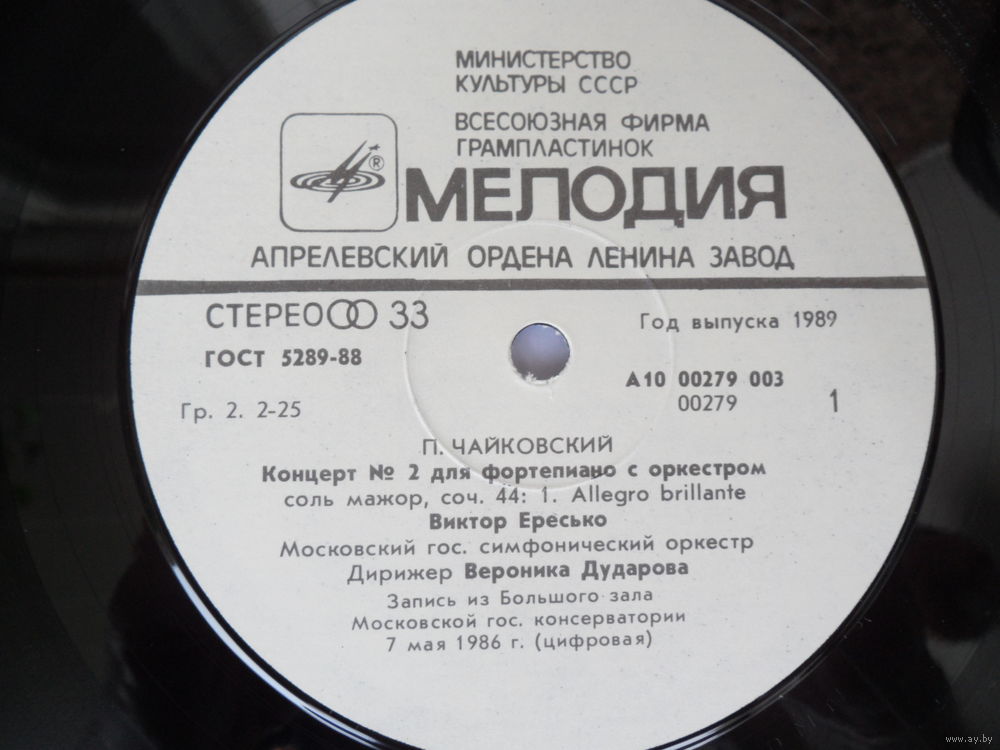 МИНИСТЕРСТВО
КУЛЬТУРЫ СССР
ВСЕСОЮЗНАЯ ФИРМА
ГРАМПЛАСТИНОК
®
МЕЛОДИЯ
АПРЕЛЕВСКИЙ ОРДЕНА ЛЕНИНА ЗАВОД
СТЕРЕО 33
Год выпуска 1989
ГОСТ 5289-88
А10 00279 003
Гр. 2. 2-25
00279
1
П. ЧАЙКОВСКИЙ
Концерт № 2 для фортепиано с оркестром
соль мажор, соч. 44: 1. Allegro brillante
Виктор Ересько
Московский гос. симфонический оркестр
Дирижер Вероника Дударова
Запись из Большого зала
Московской гос. консерватории
7 мая 1986 г. (цифровая)
www.ay.by